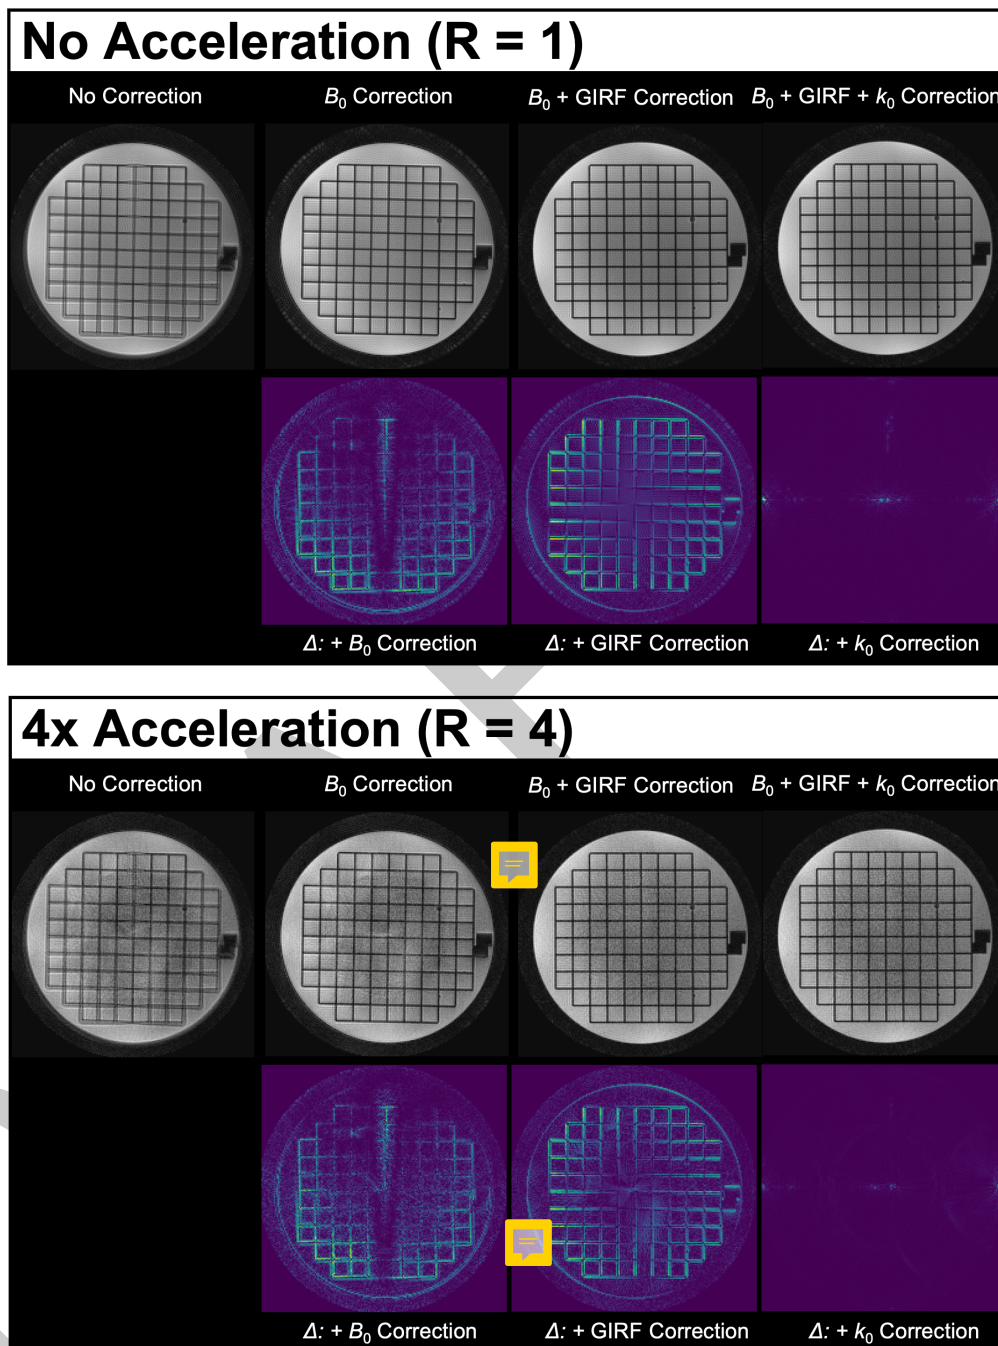 No Acceleration (R = 1)
No Correction
B₀ Correction
B₀ + GIRF Correction
B₀ + GIRF + k₀ Correction
Δ: + B₀ Correction
Δ: + GIRF Correction
Δ: + k₀ Correction
4x Acceleration (R = 4)
No Correction
B₀ Correction
B₀ + GIRF Correction
B₀ + GIRF + k₀ Correction
Δ: + B₀ Correction
Δ: + GIRF Correction
Δ: + k₀ Correction